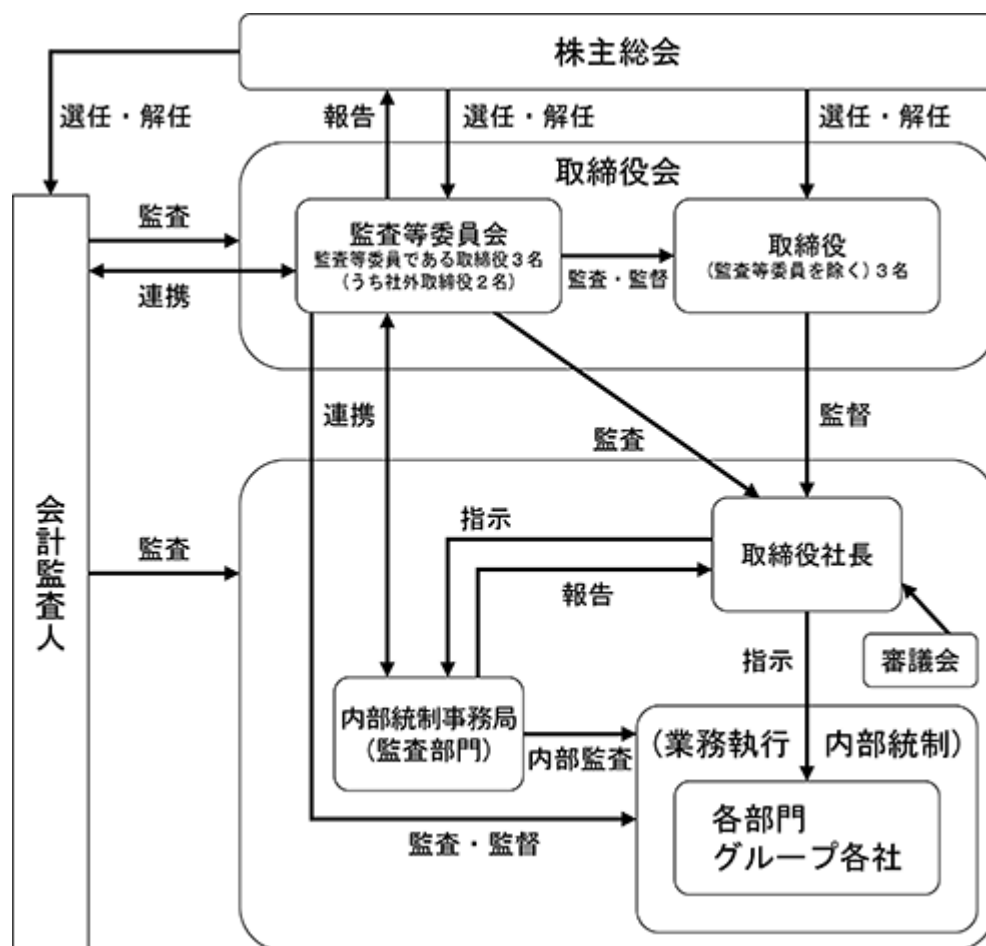 株主総会
選任・解任
報告
選任・解任
選任・解任
取締役会
監査
監査等委員会
監査等委員である取締役3名
(うち社外取締役2名)
監査・監督
取締役
(監査等委員を除く)3名
連携
連携
監査
監督
会計監査人
監査
指示
取締役社長
報告
指示
審議会
内部統制事務局
(監査部門)
内部監査
(業務執行 内部統制)
監査・監督
各部門
グループ各社